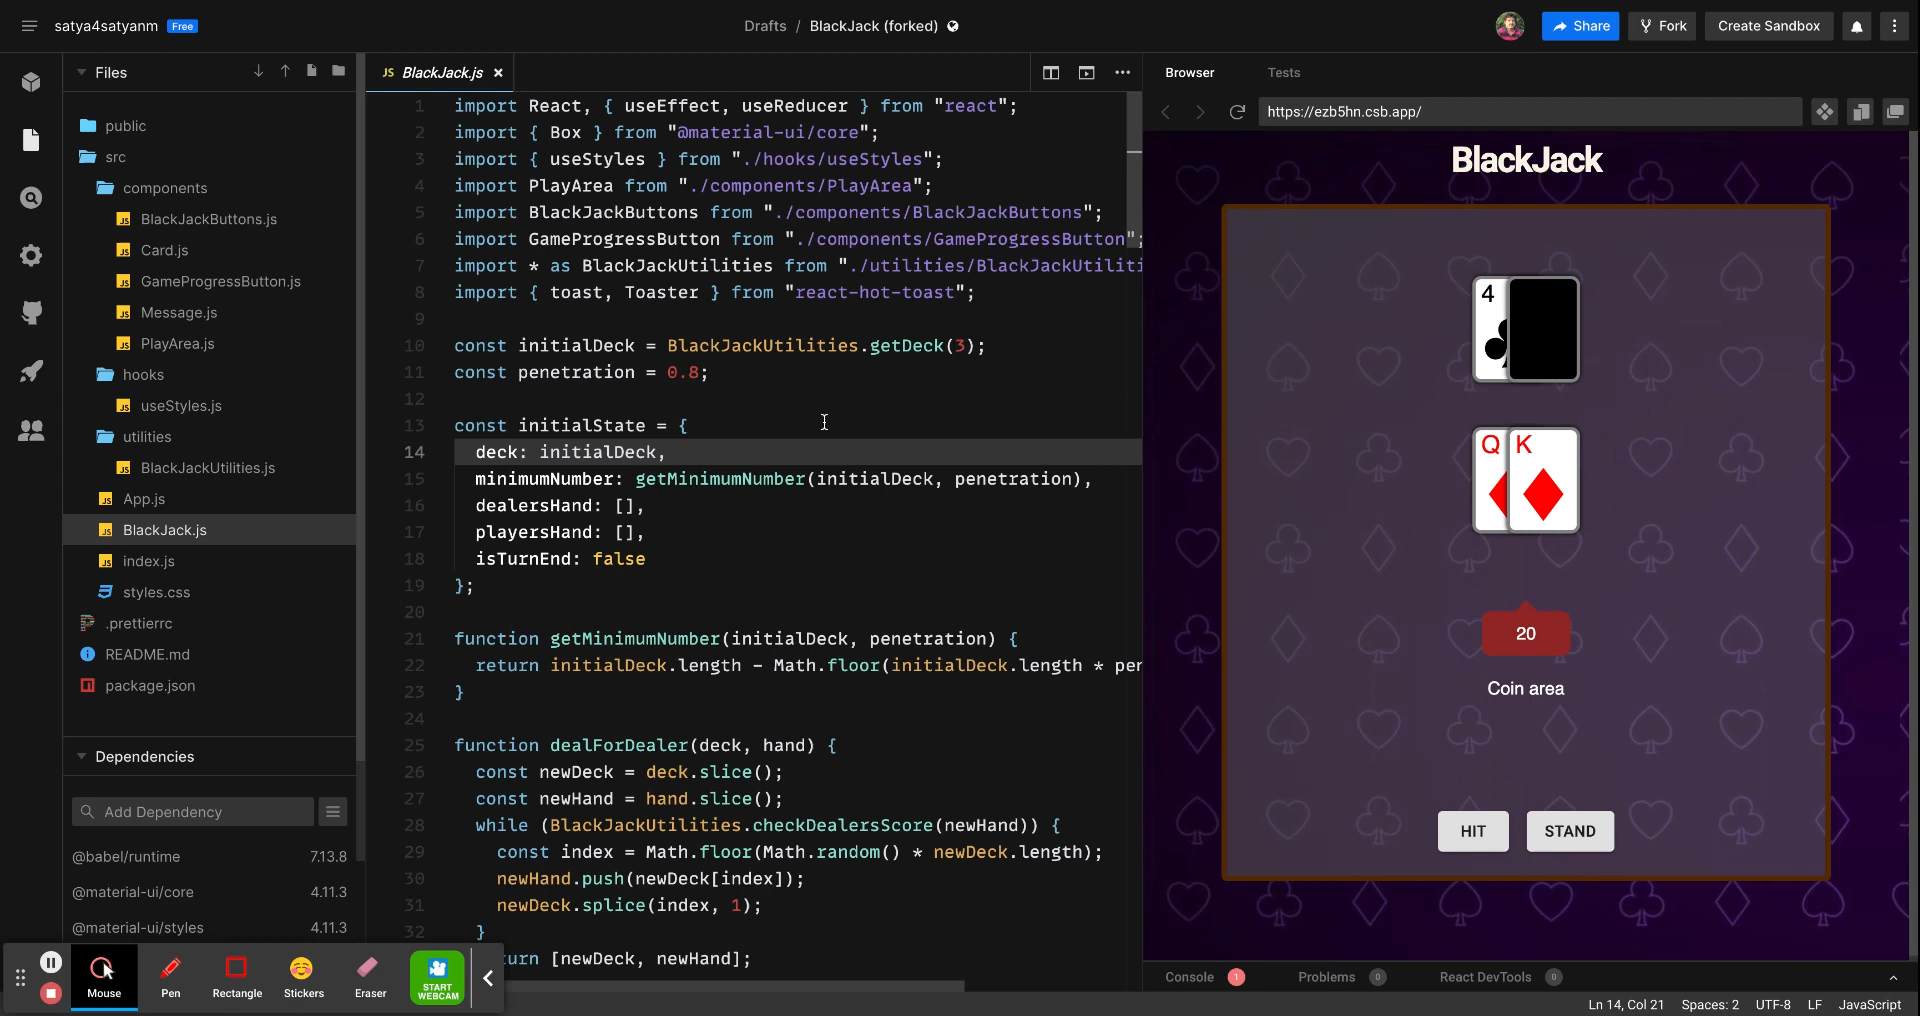 satya4satyanm Free
Drafts / BlackJack (forked)
Share
Fork
Create Sandbox
Files
public
src
components
BlackJackButtons.js
Card.js
GameProgressButton.js
Message.js
PlayArea.js
hooks
useStyles.js
utilities
BlackJackUtilities.js
App.js
BlackJack.js
index.js
styles.css
.prettierrc
README.md
package.json
Dependencies
Add Dependency
@babel/runtime 7.13.8
@material-ui/core 4.11.3
@material-ui/styles 4.11.3
JS BlackJack.js
1 import React, { useEffect, useReducer } from "react";
2 import { Box } from "@material-ui/core";
3 import { useStyles } from "./hooks/useStyles";
4 import PlayArea from "./components/PlayArea";
5 import BlackJackButtons from "./components/BlackJackButtons";
6 import GameProgressButton from "./components/GameProgressButton";
7 import * as BlackJackUtilities from "./utilities/BlackJackUtiliti
8 import { toast, Toaster } from "react-hot-toast";
9
10 const initialDeck = BlackJackUtilities.getDeck(3);
11 const penetration = 0.8;
12
13 const initialState = {
14 deck: initialDeck,
15 minimumNumber: getMinimumNumber(initialDeck, penetration),
16 dealersHand: [],
17 playersHand: [],
18 isTurnEnd: false
19 };
20
21 function getMinimumNumber(initialDeck, penetration) {
22 return initialDeck.length - Math.floor(initialDeck.length * per
23 }
24
25 function dealForDealer(deck, hand) {
26 const newDeck = deck.slice();
27 const newHand = hand.slice();
28 while (BlackJackUtilities.checkDealersScore(newHand)) {
29 const index = Math.floor(Math.random() * newDeck.length);
30 newHand.push(newDeck[index]);
31 newDeck.splice(index, 1);
32 }
urn [newDeck, newHand];
Browser
Tests
https://ezb5hn.csb.app/
BlackJack
4
Q K
20
Coin area
HIT
STAND
Console 1
Problems 0
React DevTools 0
Mouse
Pen
Rectangle
Stickers
Eraser
START
WEBCAM
Ln 14, Col 21 Spaces: 2 UTF-8 LF JavaScript